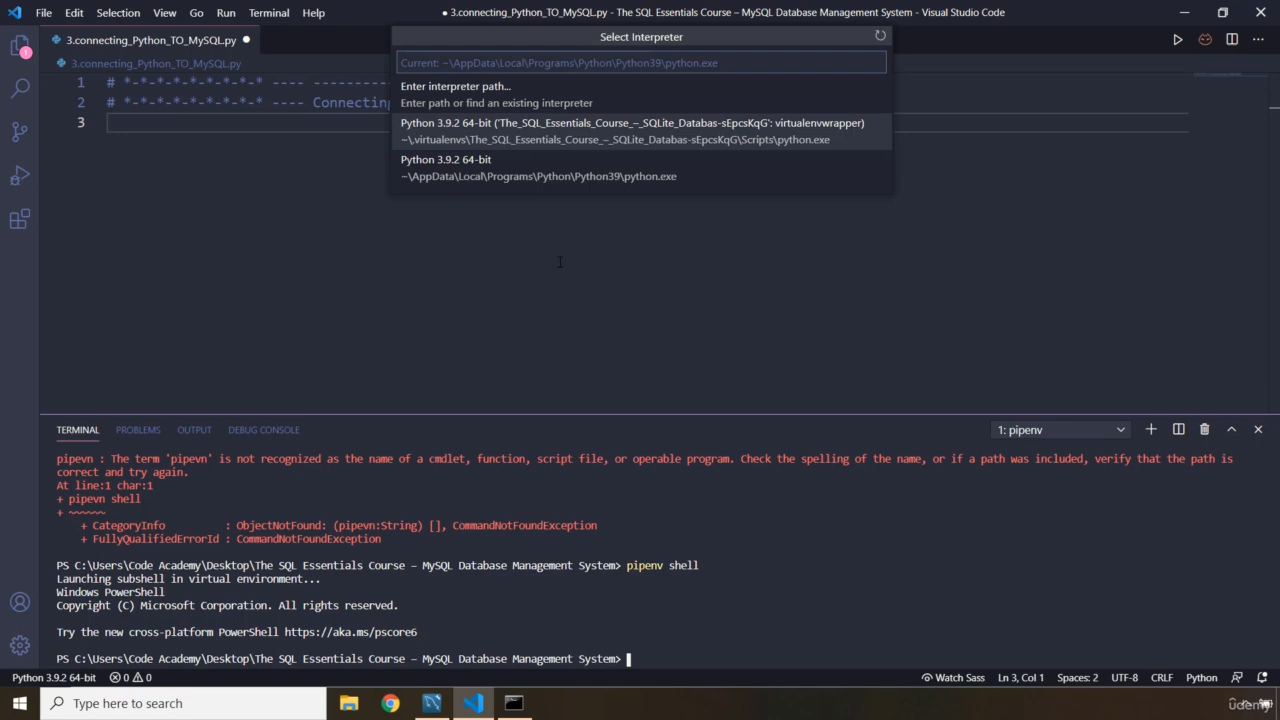 File Edit Selection View Go Run Terminal Help
● 3.connecting_Python_TO_MySQL.py - The SQL Essentials Course – MySQL Database Management System - Visual Studio Code
3.connecting_Python_TO_MySQL.py ●
3.connecting_Python_TO_MySQL.py
Select Interpreter
Current: ~\AppData\Local\Programs\Python\Python39\python.exe
Enter interpreter path...
Enter path or find an existing interpreter
Python 3.9.2 64-bit ('The_SQL_Essentials_Course_–_SQLite_Databas-sEpcsKqG': virtualenvwrapper)
~\.virtualenvs\The_SQL_Essentials_Course_–_SQLite_Databas-sEpcsKqG\Scripts\python.exe
Python 3.9.2 64-bit
~\AppData\Local\Programs\Python\Python39\python.exe
1 # *-*-*-*-*-*-*-* ---- ----------
2 # *-*-*-*-*-*-*-* ---- Connecting
3
1
TERMINAL PROBLEMS OUTPUT DEBUG CONSOLE
1: pipenv
pipevn : The term 'pipevn' is not recognized as the name of a cmdlet, function, script file, or operable program. Check the spelling of the name, or if a path was included, verify that the path is
correct and try again.
At line:1 char:1
+ pipevn shell
+ ~~~~~~
+ CategoryInfo : ObjectNotFound: (pipevn:String) [], CommandNotFoundException
+ FullyQualifiedErrorId : CommandNotFoundException
PS C:\Users\Code Academy\Desktop\The SQL Essentials Course – MySQL Database Management System> pipenv shell
Launching subshell in virtual environment...
Windows PowerShell
Copyright (C) Microsoft Corporation. All rights reserved.
Try the new cross-platform PowerShell https://aka.ms/pscore6
PS C:\Users\Code Academy\Desktop\The SQL Essentials Course – MySQL Database Management System>
Python 3.9.2 64-bit 0 0 Watch Sass Ln 3, Col 1 Spaces: 2 UTF-8 CRLF Python
Type here to search
Udemy